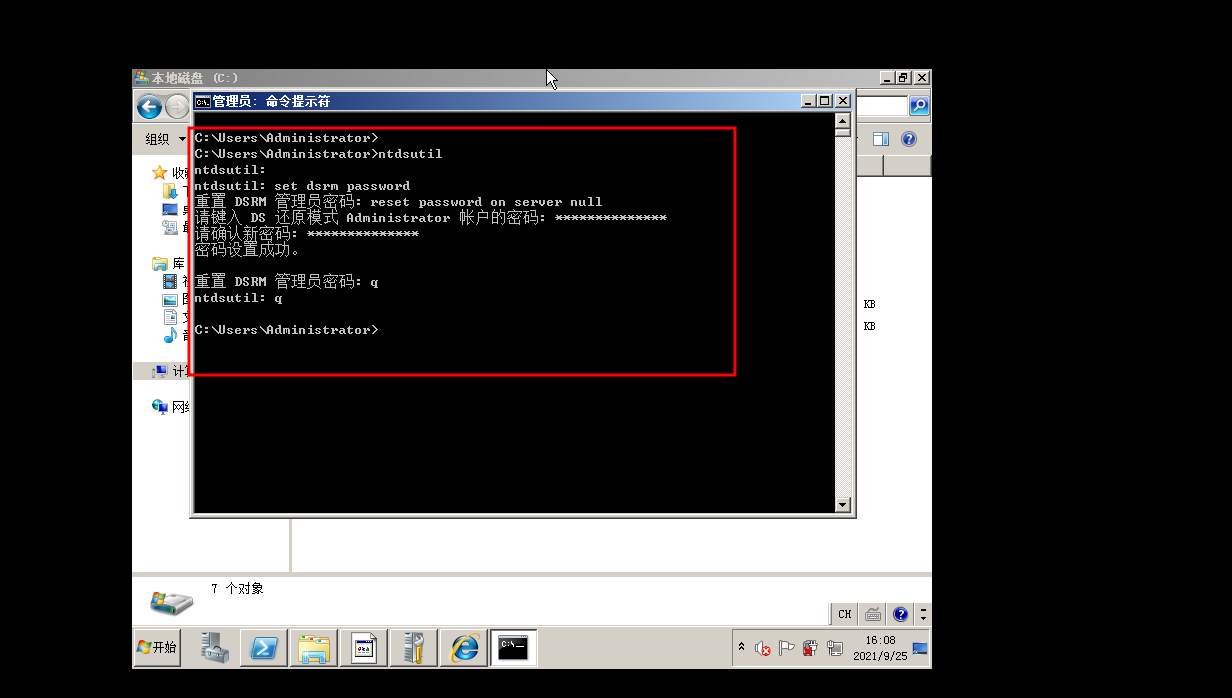 本地磁盘 (C:)
管理员: 命令提示符
组织
C:\Users\Administrator>
C:\Users\Administrator>ntdsutil
ntdsutil:
ntdsutil: set dsrm password
重置 DSRM 管理员密码: reset password on server null
请键入 DS 还原模式 Administrator 帐户的密码: **************
请确认新密码: **************
密码设置成功。
重置 DSRM 管理员密码: q
ntdsutil: q
C:\Users\Administrator>
库
KB
KB
7 个对象
CH
开始
16:08
2021/9/25